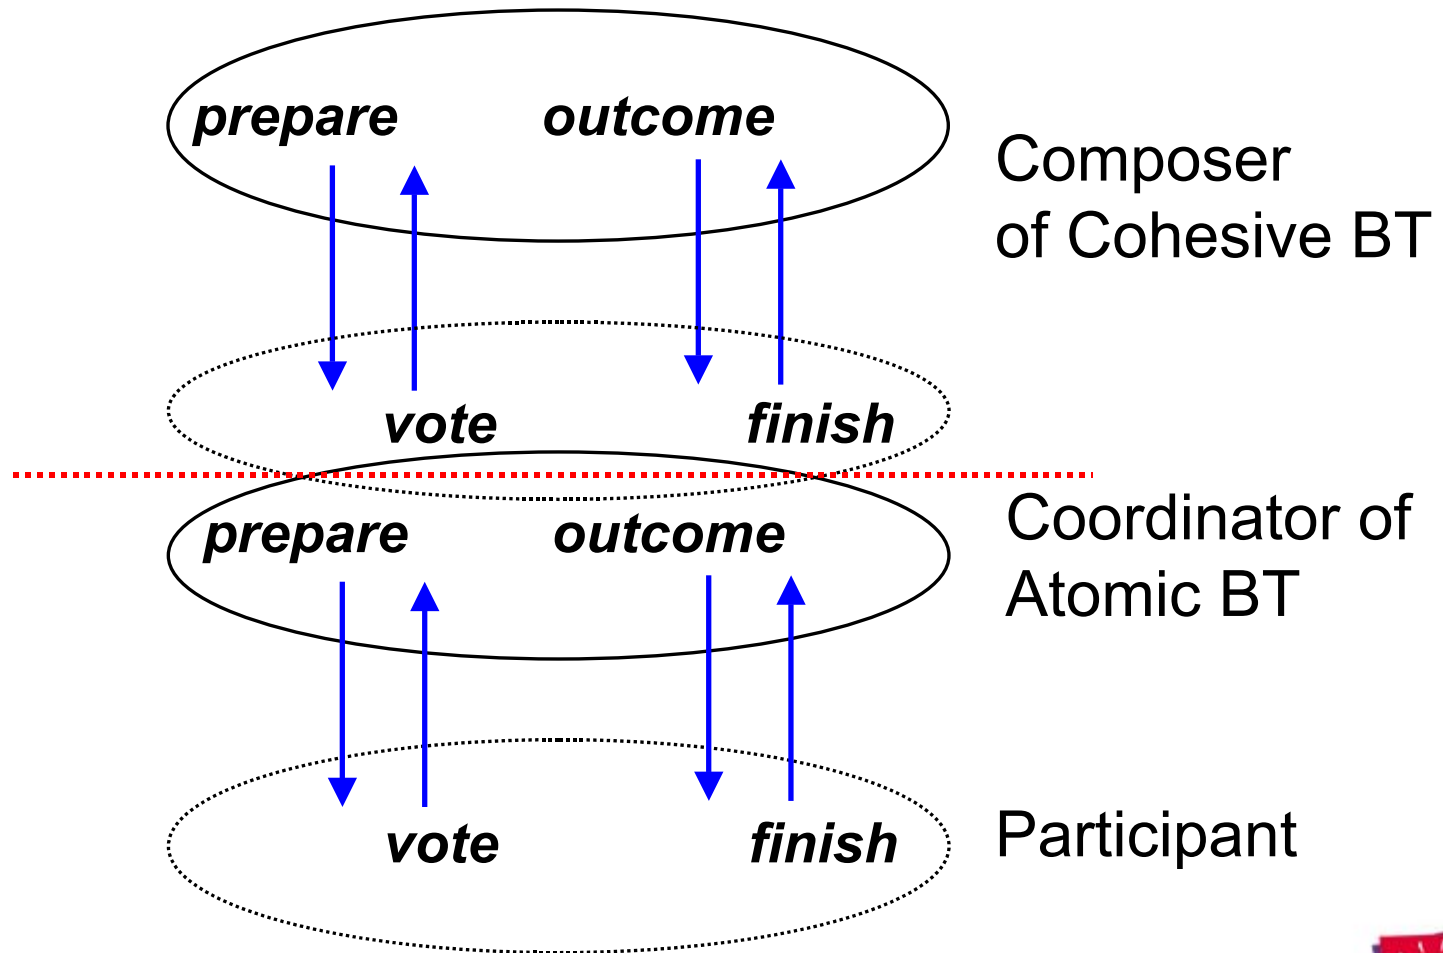 prepare outcome
Composer
of Cohesive BT
vote finish
prepare outcome
Coordinator of
Atomic BT
vote finish
Participant